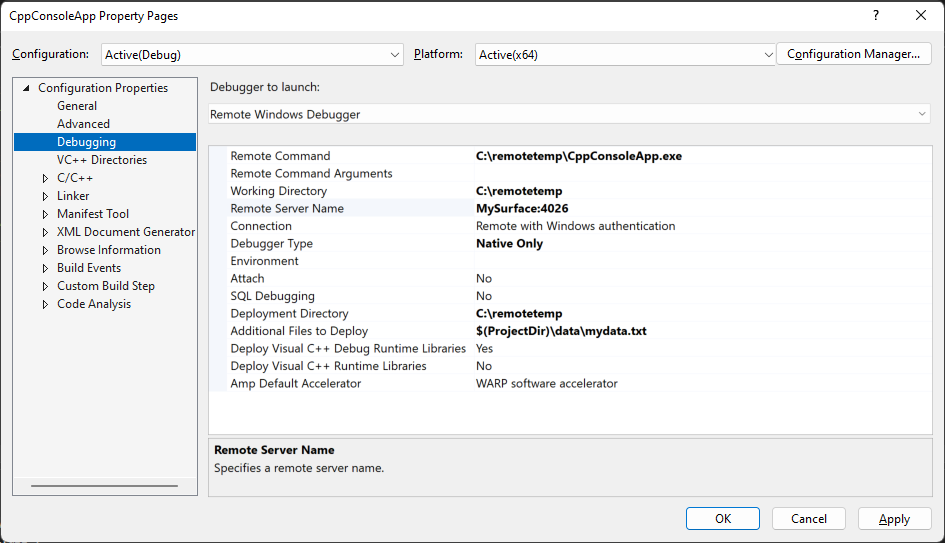 CppConsoleApp Property Pages
?
Configuration: Active(Debug) Platform: Active(x64) Configuration Manager...
Configuration Properties
General
Advanced
Debugging
VC++ Directories
C/C++
Linker
Manifest Tool
XML Document Generator
Browse Information
Build Events
Custom Build Step
Code Analysis
Debugger to launch:
Remote Windows Debugger
Remote Command C:\remotetemp\CppConsoleApp.exe
Remote Command Arguments
Working Directory C:\remotetemp
Remote Server Name MySurface:4026
Connection Remote with Windows authentication
Debugger Type Native Only
Environment
Attach No
SQL Debugging No
Deployment Directory C:\remotetemp
Additional Files to Deploy $(ProjectDir)\data\mydata.txt
Deploy Visual C++ Debug Runtime Libraries Yes
Deploy Visual C++ Runtime Libraries No
Amp Default Accelerator WARP software accelerator
Remote Server Name
Specifies a remote server name.
OK Cancel Apply